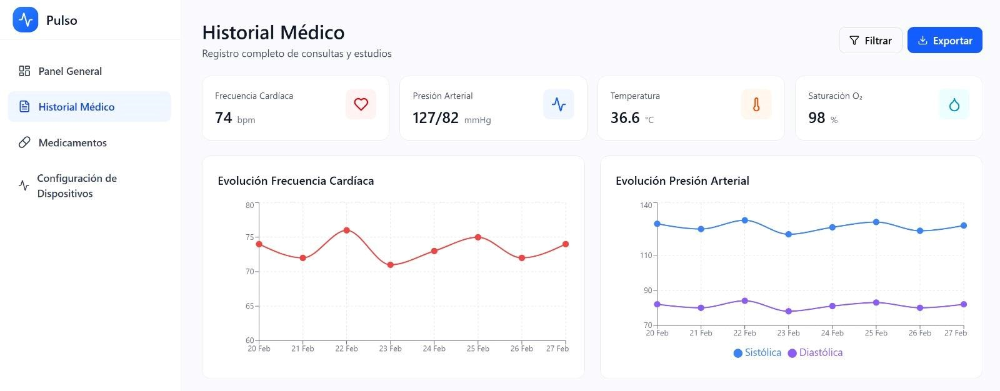 Pulso
Panel General
Historial Médico
Medicamentos
Configuración de
Dispositivos
Historial Médico
Registro completo de consultas y estudios
Filtrar
Exportar
Frecuencia Cardíaca
74 bpm
Presión Arterial
127/82 mmHg
Temperatura
36.6 °C
Saturación O₂
98 %
Evolución Frecuencia Cardíaca
80
75
70
65
60
20 Feb 21 Feb 22 Feb 23 Feb 24 Feb 25 Feb 26 Feb 27 Feb
Evolución Presión Arterial
140
110
90
70
20 Feb 21 Feb 22 Feb 23 Feb 24 Feb 25 Feb 26 Feb 27 Feb
Sistólica Diastólica